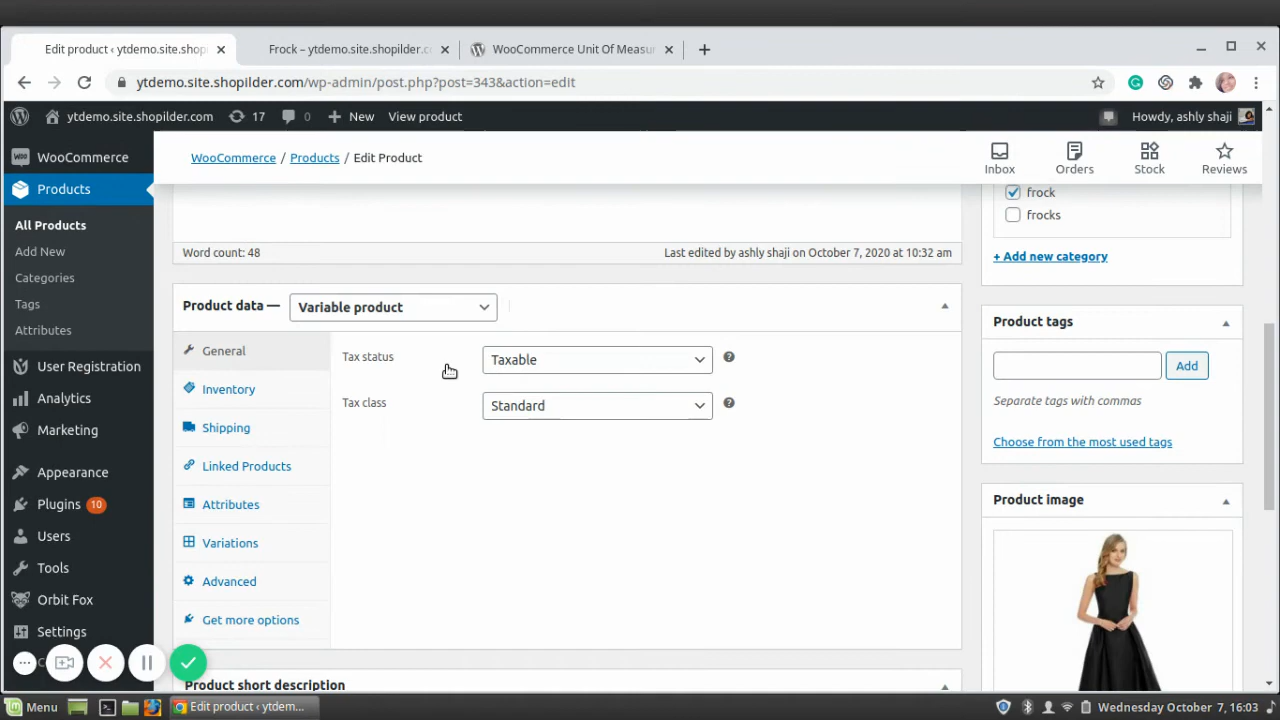 Edit product ‹ ytdemo.site.shop
Frock – ytdemo.site.shopilder.c
WooCommerce Unit Of Measur
ytdemo.site.shopilder.com/wp-admin/post.php?post=343&action=edit
ytdemo.site.shopilder.com
17
0
New
View product
Howdy, ashly shaji
WooCommerce
Products
All Products
Add New
Categories
Tags
Attributes
User Registration
Analytics
Marketing
Appearance
Plugins 10
Users
Tools
Orbit Fox
Settings
WooCommerce / Products / Edit Product
Inbox
Orders
Stock
Reviews
Word count: 48
Last edited by ashly shaji on October 7, 2020 at 10:32 am
Product data —
Variable product
General
Inventory
Shipping
Linked Products
Attributes
Variations
Advanced
Get more options
Tax status
Taxable
Tax class
Standard
Product short description
frock
frocks
+ Add new category
Product tags
Add
Separate tags with commas
Choose from the most used tags
Product image
Menu
Edit product ‹ ytdem...
Wednesday October 7, 16:03